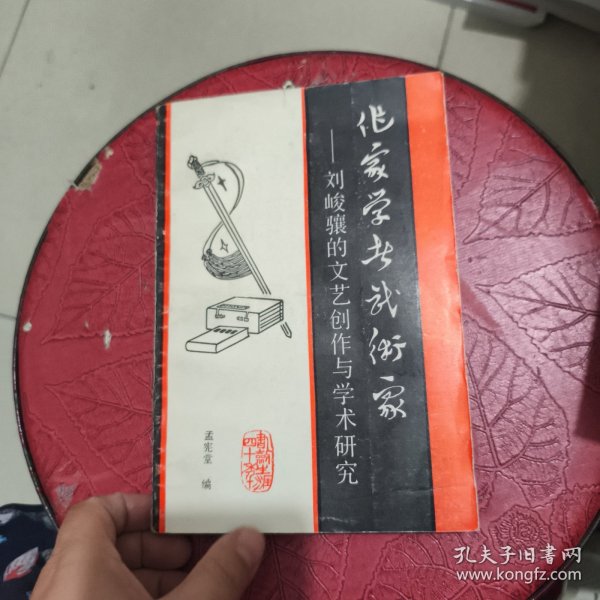 作家学者武术家
——刘峻骧的文艺创作与学术研究
孟宪堂 编
孔夫子旧书网
www.kongfz.com